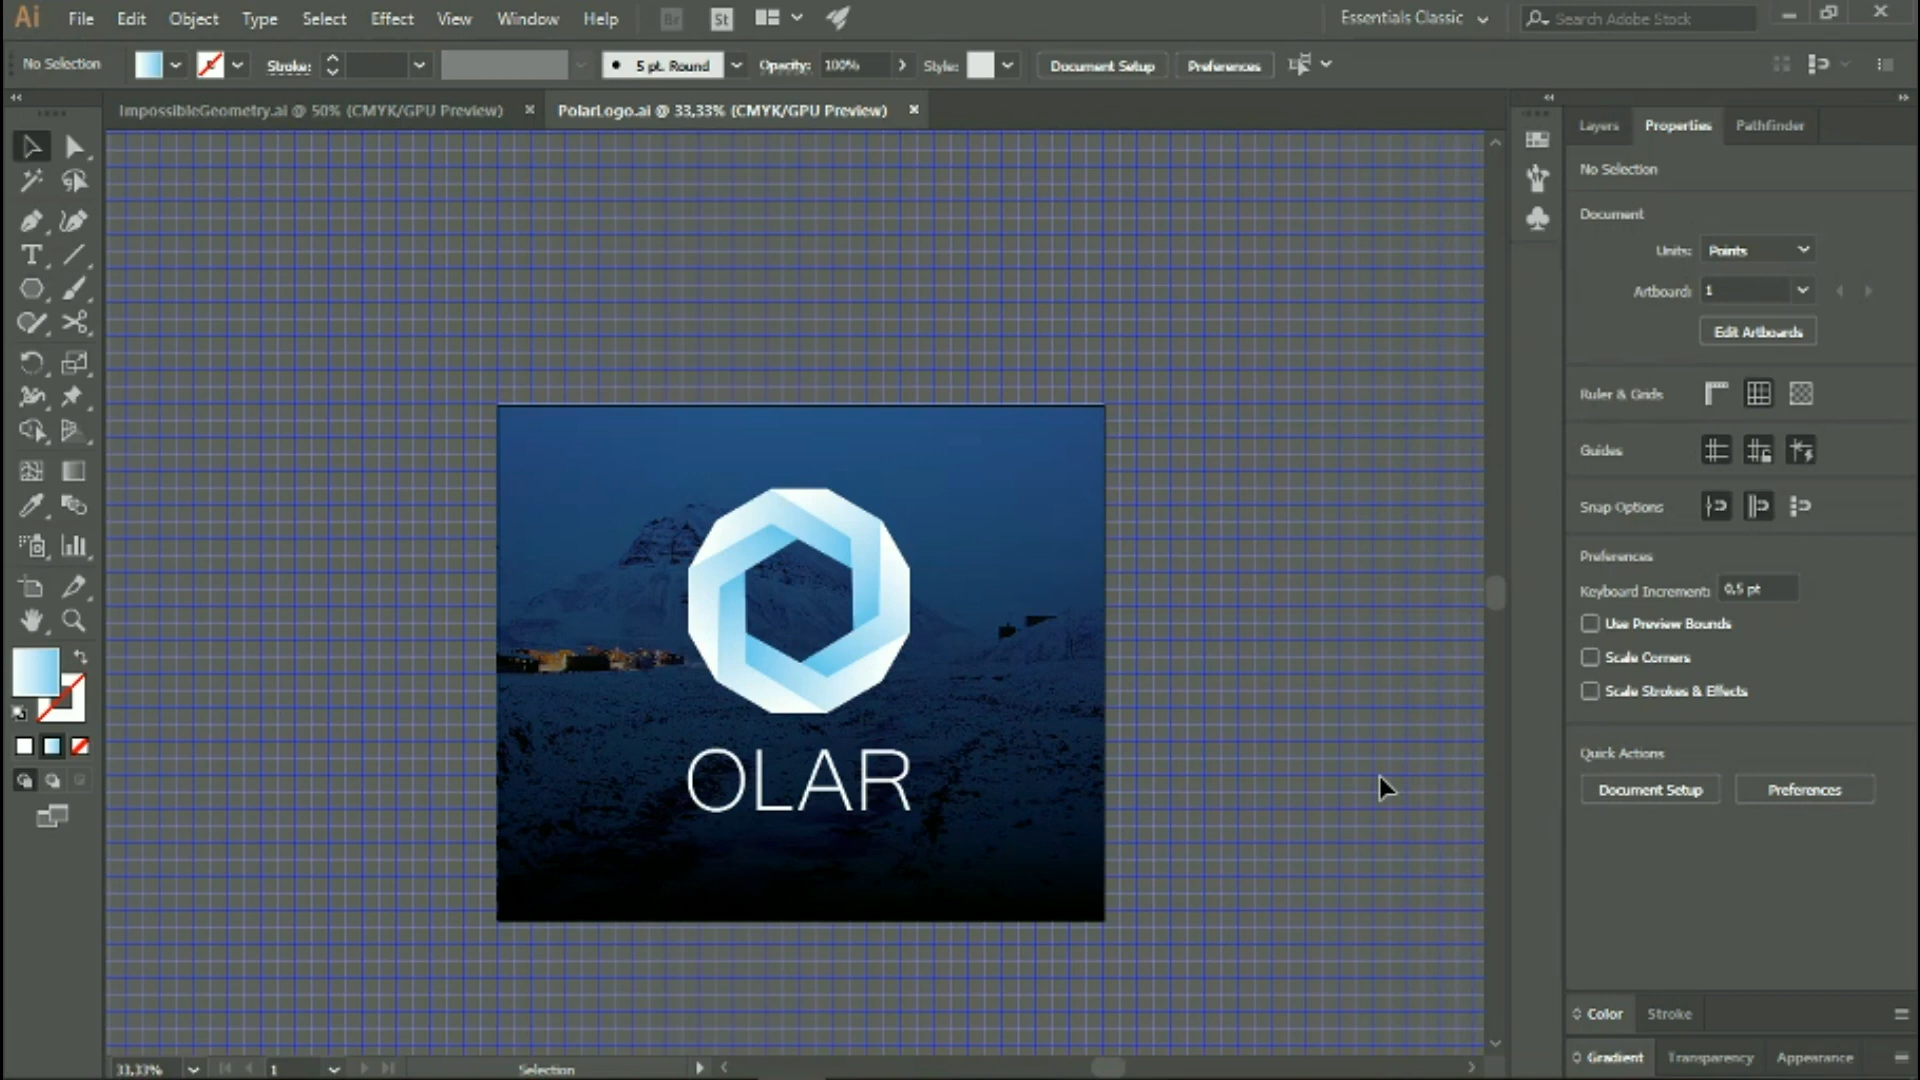 Ai File Edit Object Type Select Effect View Window Help Br St Essentials Classic Search Adobe Stock
No Selection Stroke: 5 pt. Round Opacity: 100% Style: Document Setup Preferences
ImpossibleGeometry.ai @ 50% (CMYK/GPU Preview) PolarLogo.ai @ 33,33% (CMYK/GPU Preview)
Layers Properties Pathfinder
No Selection
Document
Units: Points
Artboard: 1
Edit Artboards
Ruler & Grids
Guides
Snap Options
Preferences
Keyboard Increment: 0,5 pt
Use Preview Bounds
Scale Corners
Scale Strokes & Effects
Quick Actions
Document Setup Preferences
OLAR
Color Stroke
Gradient Transparency Appearance
33,33% 1 Selection